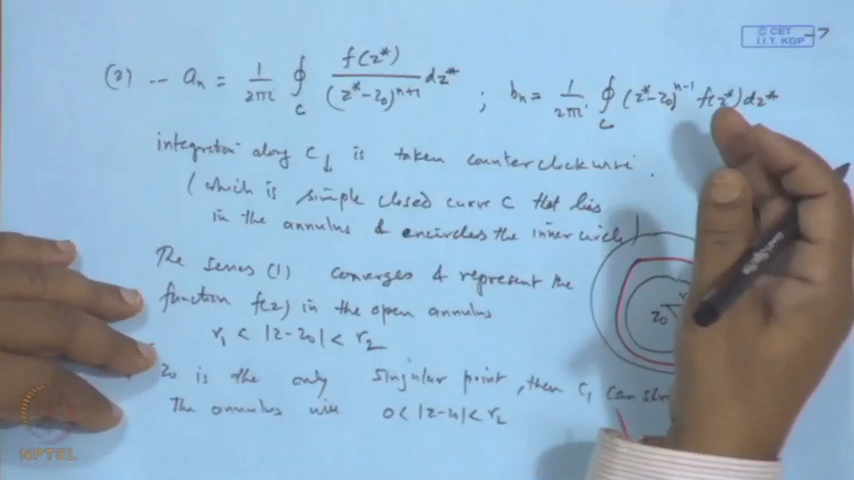 © CET
I.I.T. KGP
-7
(2) -- aₙ = 1/2πi ∮_C f(z*)/(z*-z₀)ⁿ⁺¹ dz* ; bₙ = 1/2πi ∮_C (z*-z₀)ⁿ⁻¹ f(z*) dz*
integration along C is taken counterclockwise.
(which is simple closed curve C that lies
in the annulus & encircles the inner circle)
The series (1) converges & represent the
function f(z) in the open annulus
r₁ < |z-z₀| < r₂
z₀
z₀ is the only singular point, then C₁ can
The annulus will 0 < |z-z₀| < r₂
NPTEL